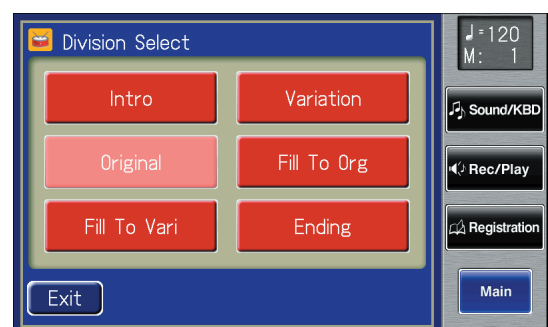 Division Select
Intro
Variation
Original
Fill To Org
Fill To Vari
Ending
Exit
♩=120
M: 1
Sound/KBD
Rec/Play
Registration
Main